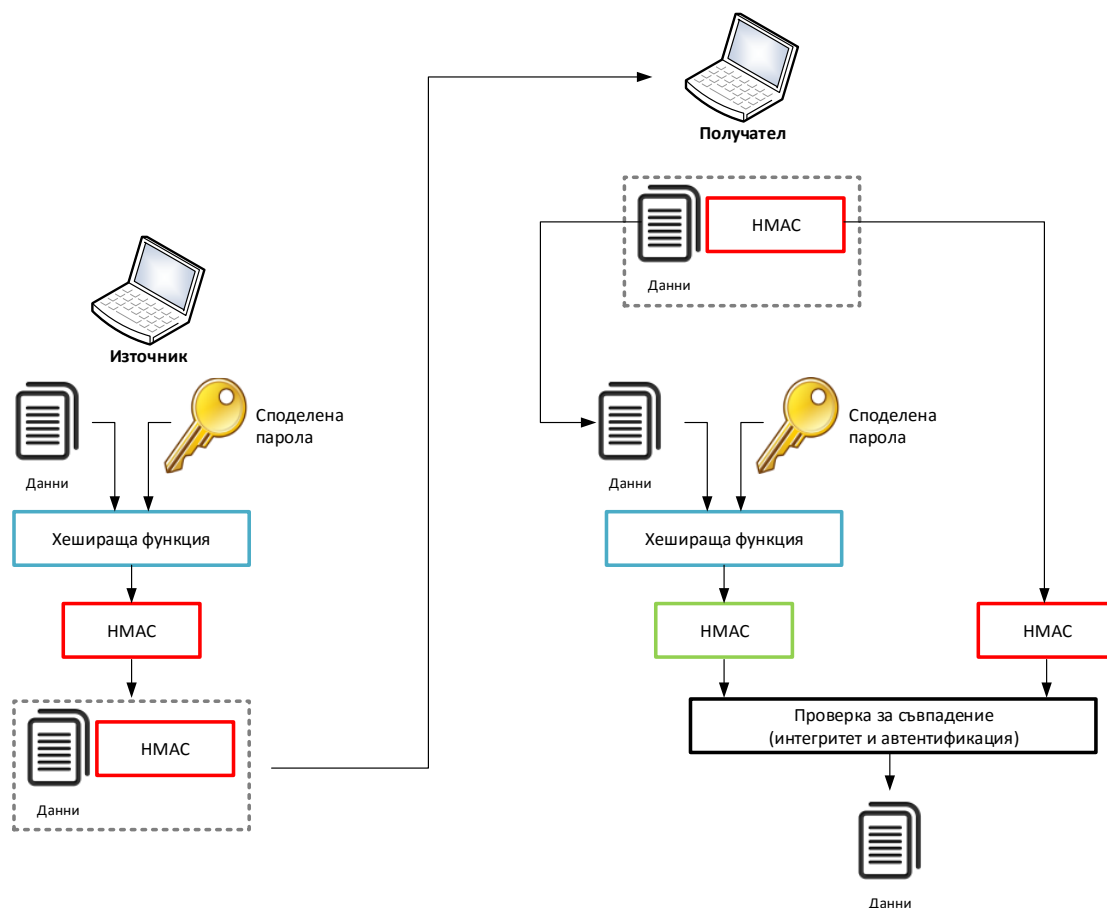 Получател
HMAC
Данни
Източник
Споделена
парола
Данни
Хешираща функция
HMAC
HMAC
Данни
Споделена
парола
Данни
Хешираща функция
HMAC
HMAC
Проверка за съвпадение
(интегритет и автентификация)
Данни